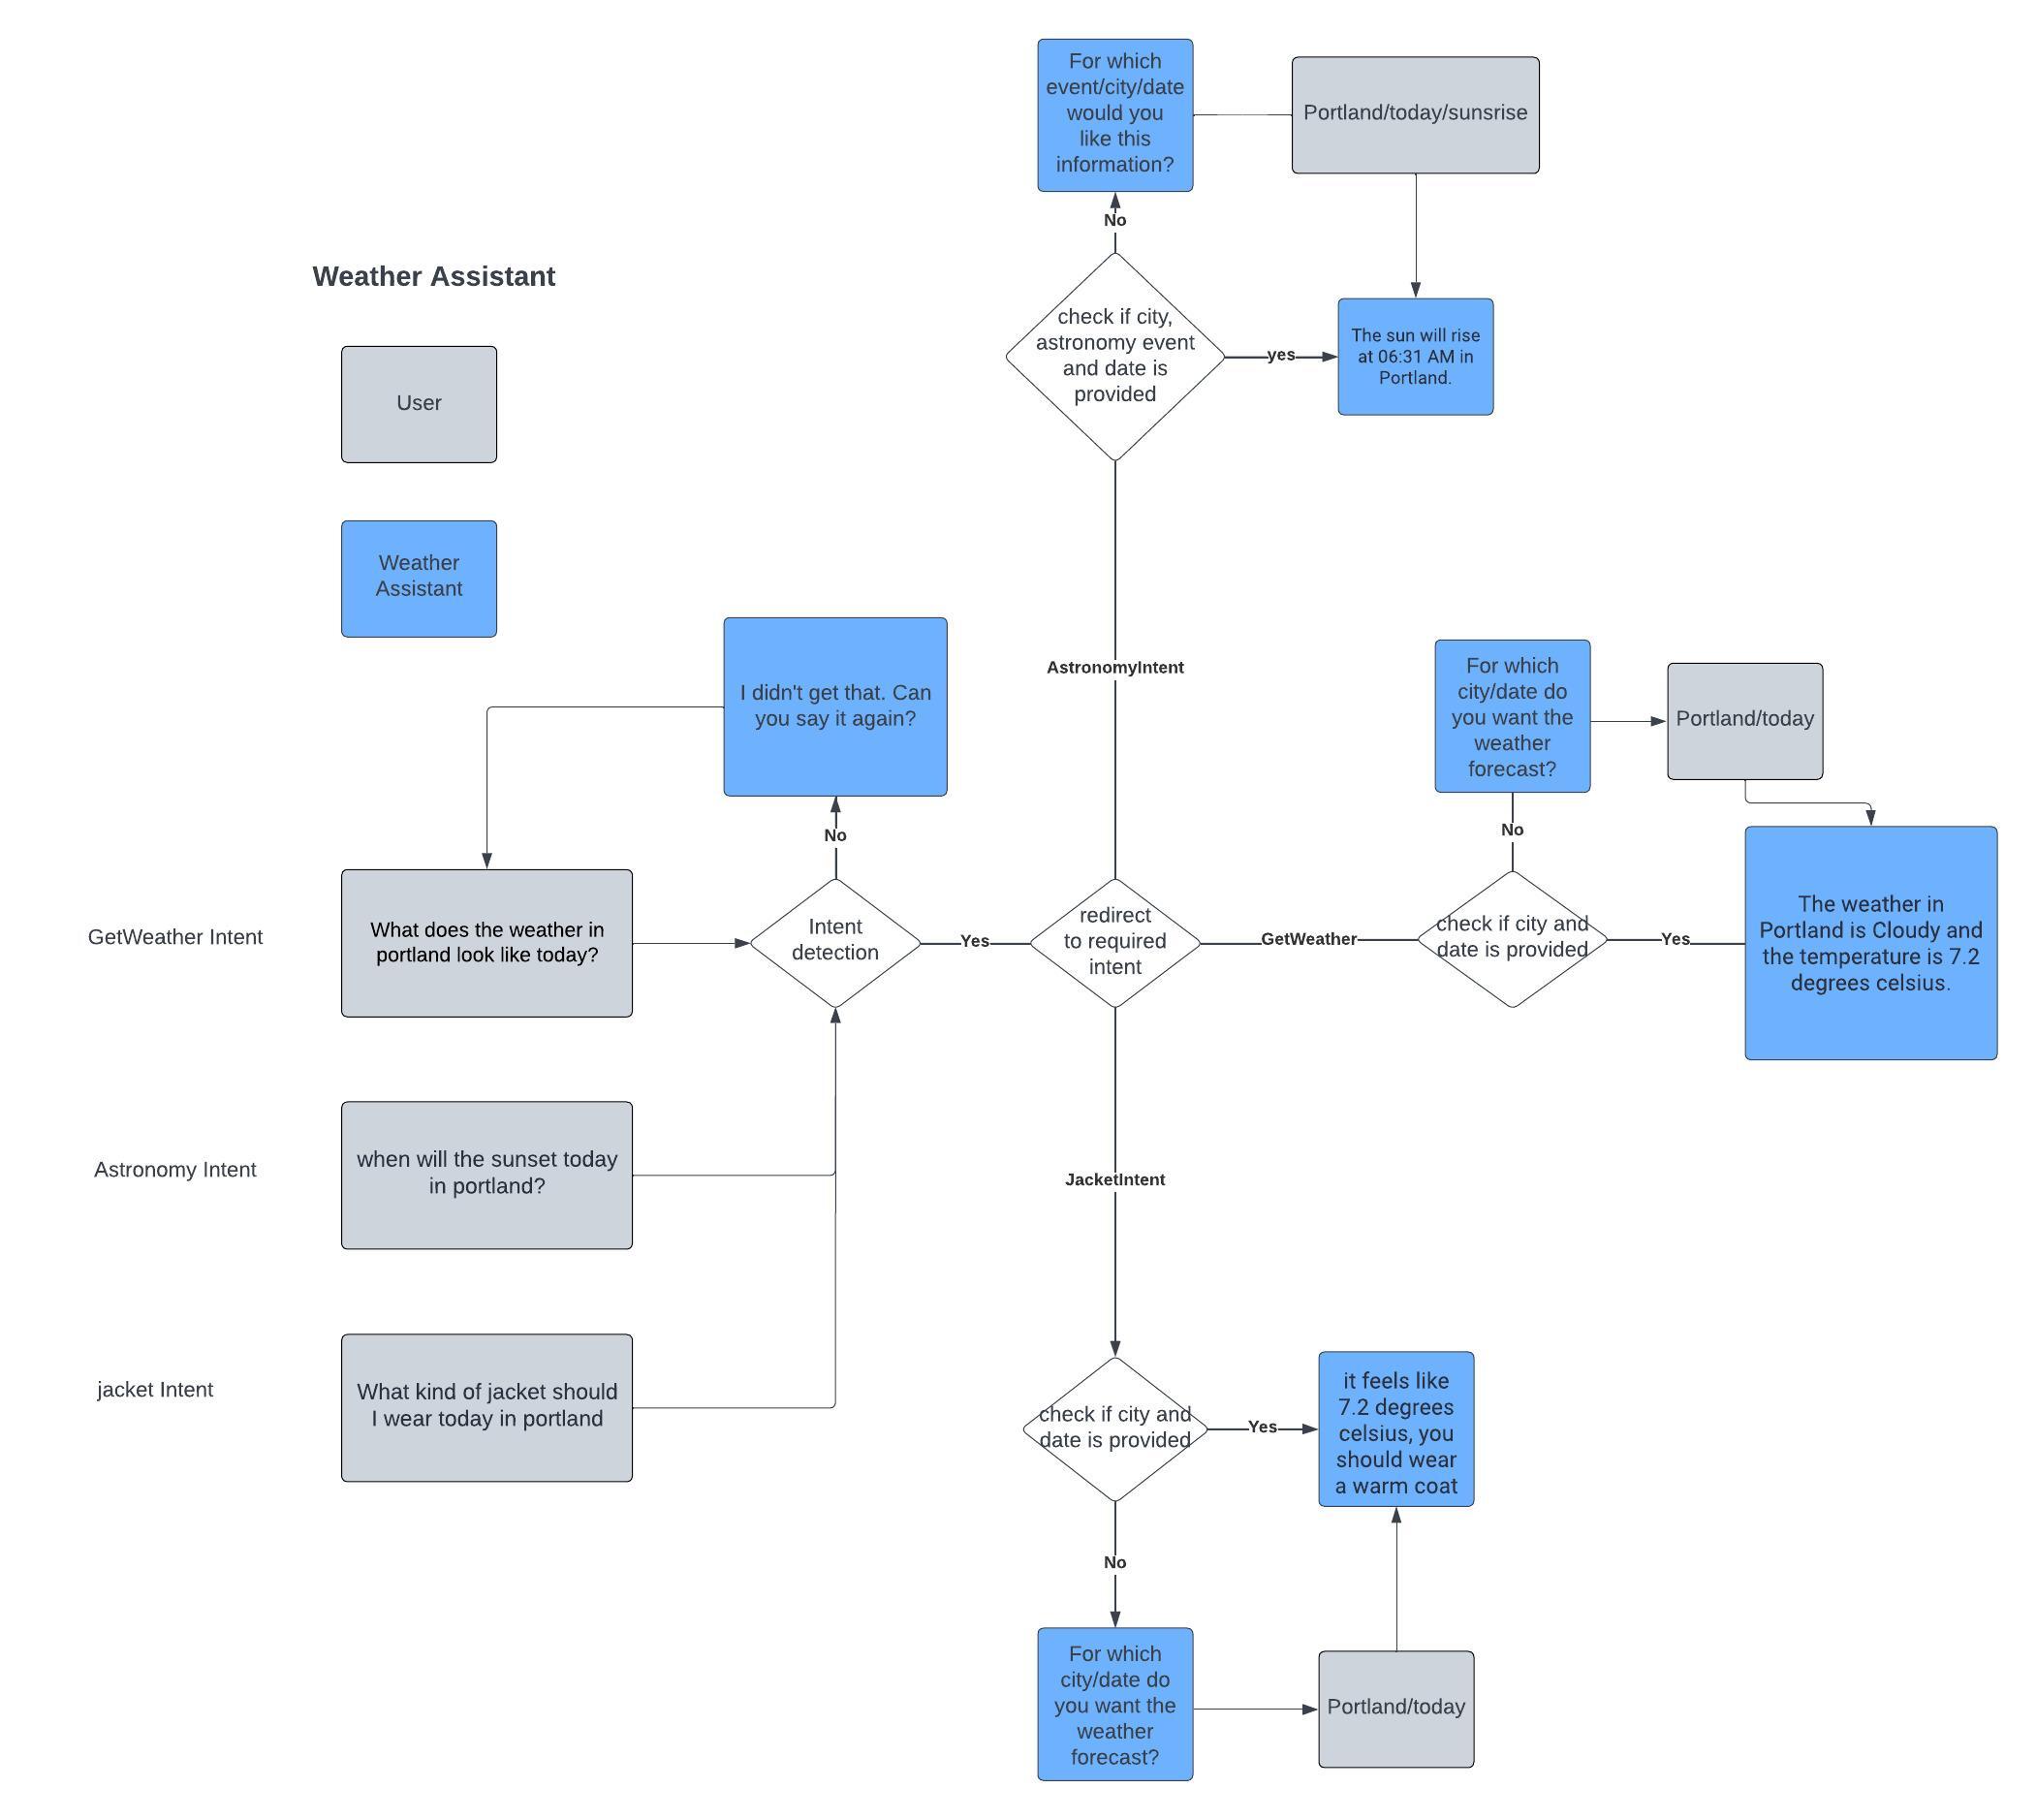 For which
event/city/date
would you
like this
information?
Portland/today/sunsrise
No
Weather Assistant
check if city,
astronomy event
and date is
provided
yes
The sun will rise
at 06:31 AM in
Portland.
User
Weather
Assistant
I didn't get that. Can
you say it again?
AstronomyIntent
For which
city/date do
you want the
weather
forecast?
Portland/today
No
No
GetWeather Intent
What does the weather in
portland look like today?
Intent
detection
Yes
redirect
to required
intent
GetWeather
check if city and
date is provided
Yes
The weather in
Portland is Cloudy and
the temperature is 7.2
degrees celsius.
Astronomy Intent
when will the sunset today
in portland?
JacketIntent
jacket Intent
What kind of jacket should
I wear today in portland
check if city and
date is provided
Yes
it feels like
7.2 degrees
celsius, you
should wear
a warm coat
No
For which
city/date do
you want the
weather
forecast?
Portland/today